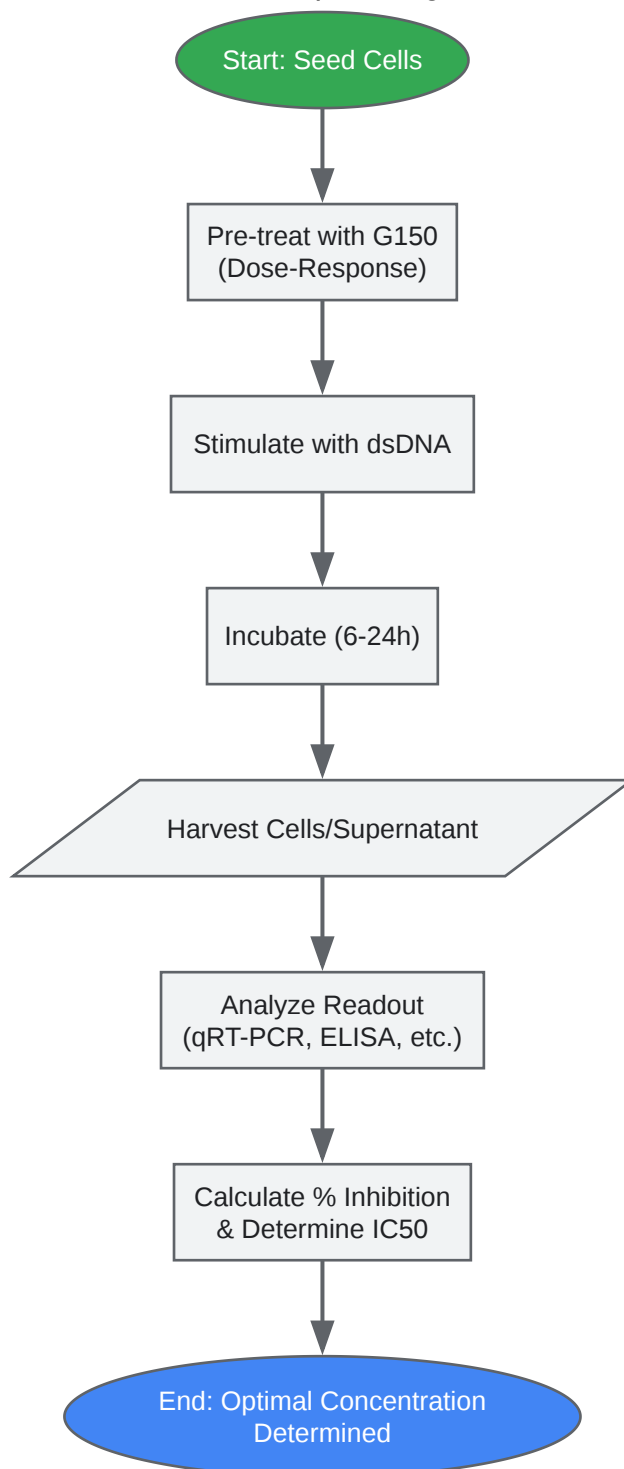 Start: Seed Cells
Pre-treat with G150
(Dose-Response)
Stimulate with dsDNA
Incubate (6-24h)
Harvest Cells/Supernatant
Analyze Readout
(qRT-PCR, ELISA, etc.)
Calculate % Inhibition
& Determine IC50
End: Optimal Concentration
Determined